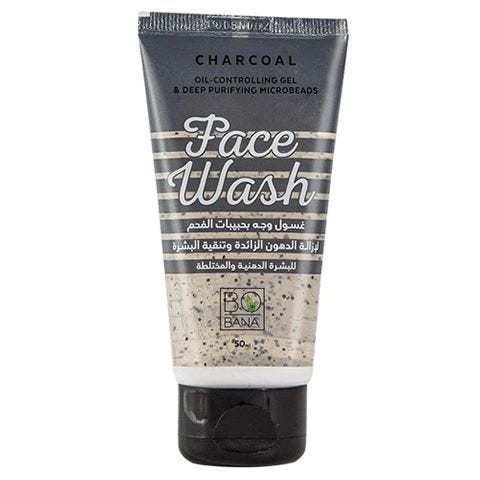 CHARCOAL
OIL-CONTROLLING GEL
& DEEP PURIFYING MICROBEADS
Face
Wash
غسول وجه بحبيبات الفحم
لإزالة الدهون الزائدة وتنقية البشرة
للبشرة الدهنية والمختلطة
BO
BANA
50ml